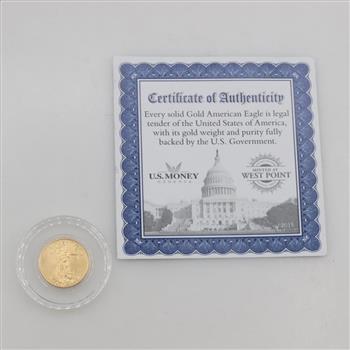 Certificate of Authenticity
Every solid Gold American Eagle is legal
tender of the United States of America,
with its gold weight and purity fully
backed by the U.S. Government.
U.S. MONEY
RESERVE
MINTED AT
WEST POINT